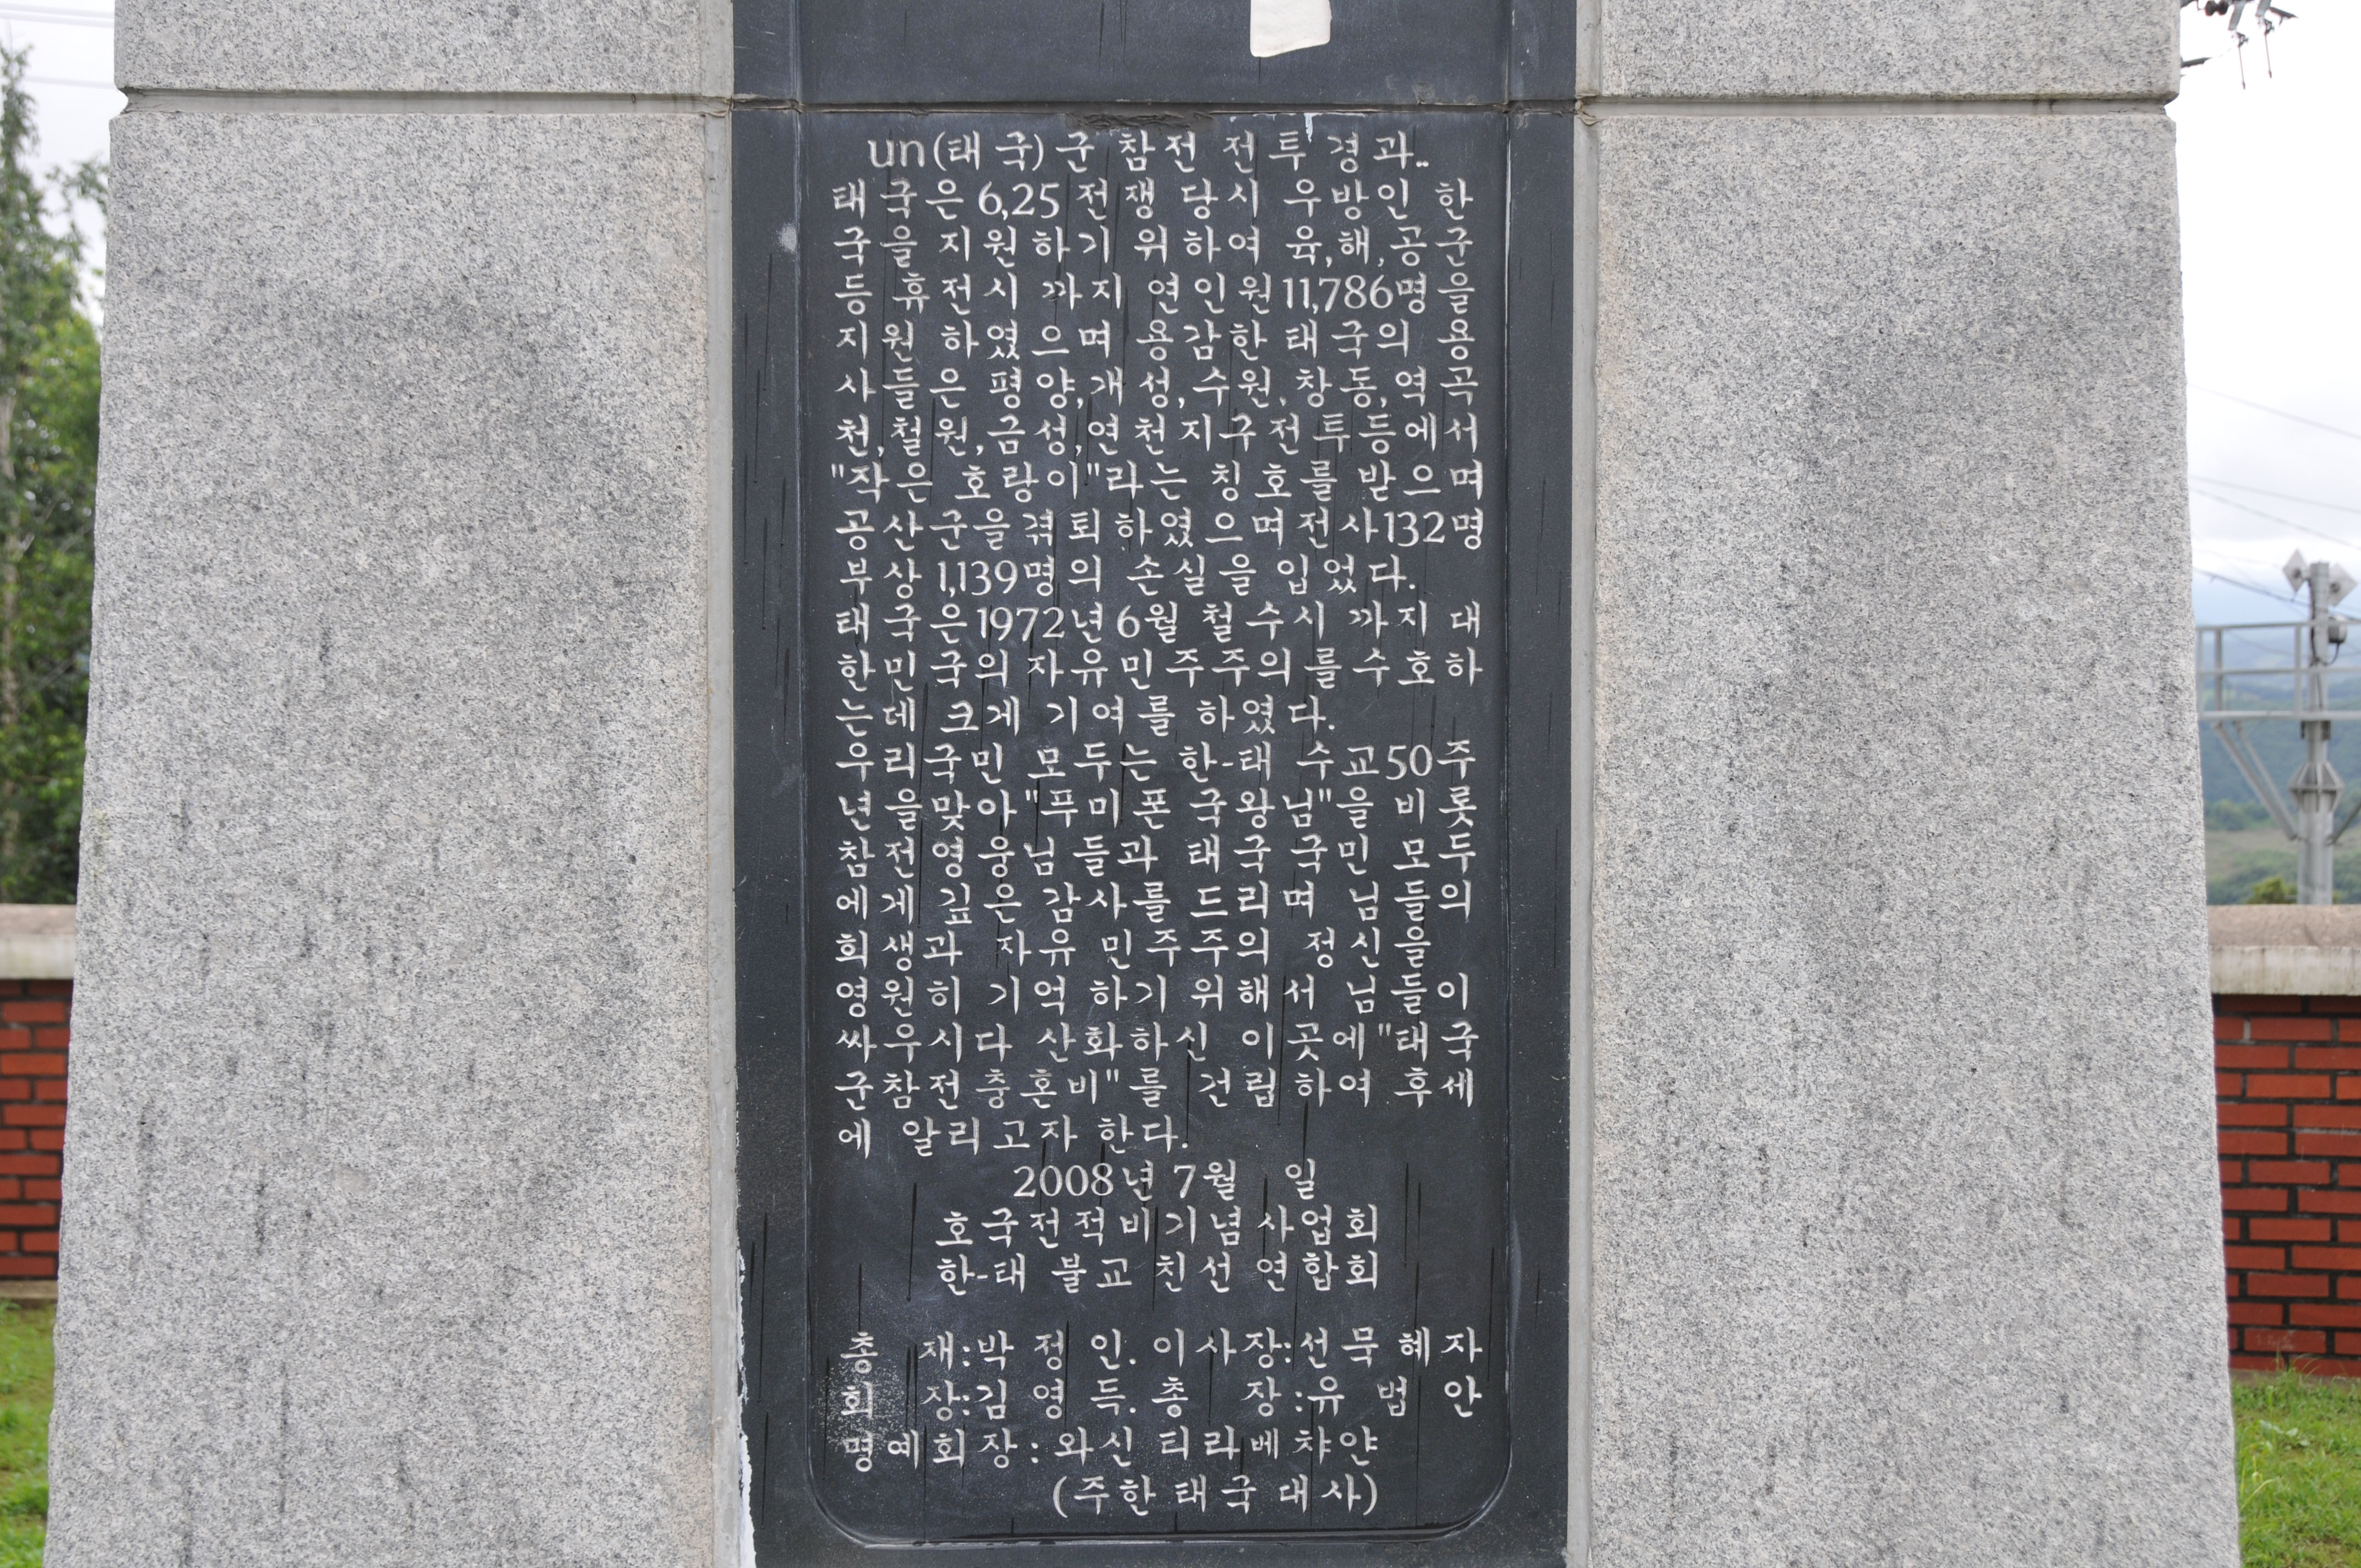 un(태국)군 참전 전투 경과..
태국은 6,25 전쟁 당시 우방인 한
국을 지원하기 위하여 육,해,공군
등 휴전시 까지 연인원 11,786명을
지원 하였으며 용감한 태국의 용
사들은 평양,개성,수원,창동,역곡
천,철원,금성,연천지구전투등에서
"작은 호랑이"라는 칭호를 받으며
공산군을 겪퇴하였으며 전사132명
부상 1,139명의 손실을 입었다.
태국은 1972년 6월 철수시 까지 대
한민국의 자유민주주의를 수호하
는데 크게 기여를 하였다.
우리국민 모두는 한-태 수교50주
년을맞아"푸미폰 국왕님"을 비롯
참전영웅님들과 태국 국민 모두
에게 깊은 감사를 드리며 님들의
희생과 자유 민주주의 정신을
영원히 기억하기 위해서 님들이
싸우시다 산화하신 이곳에"태국
군참전충혼비"를 건립하여 후세
에 알리고자 한다.
2008년 7월 일
호국전적비기념사업회
한-태 불교 친선 연합회
총 재:박 정 인. 이사장:선묵 혜자
회 장:김 영 득. 총 장:유 법 안
명예회장 : 와신 티라베챠얀
(주한태국대사)